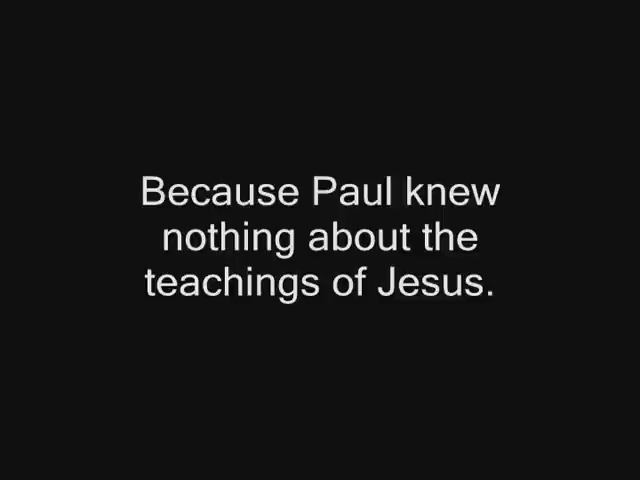 Because Paul knew
nothing about the
teachings of Jesus.